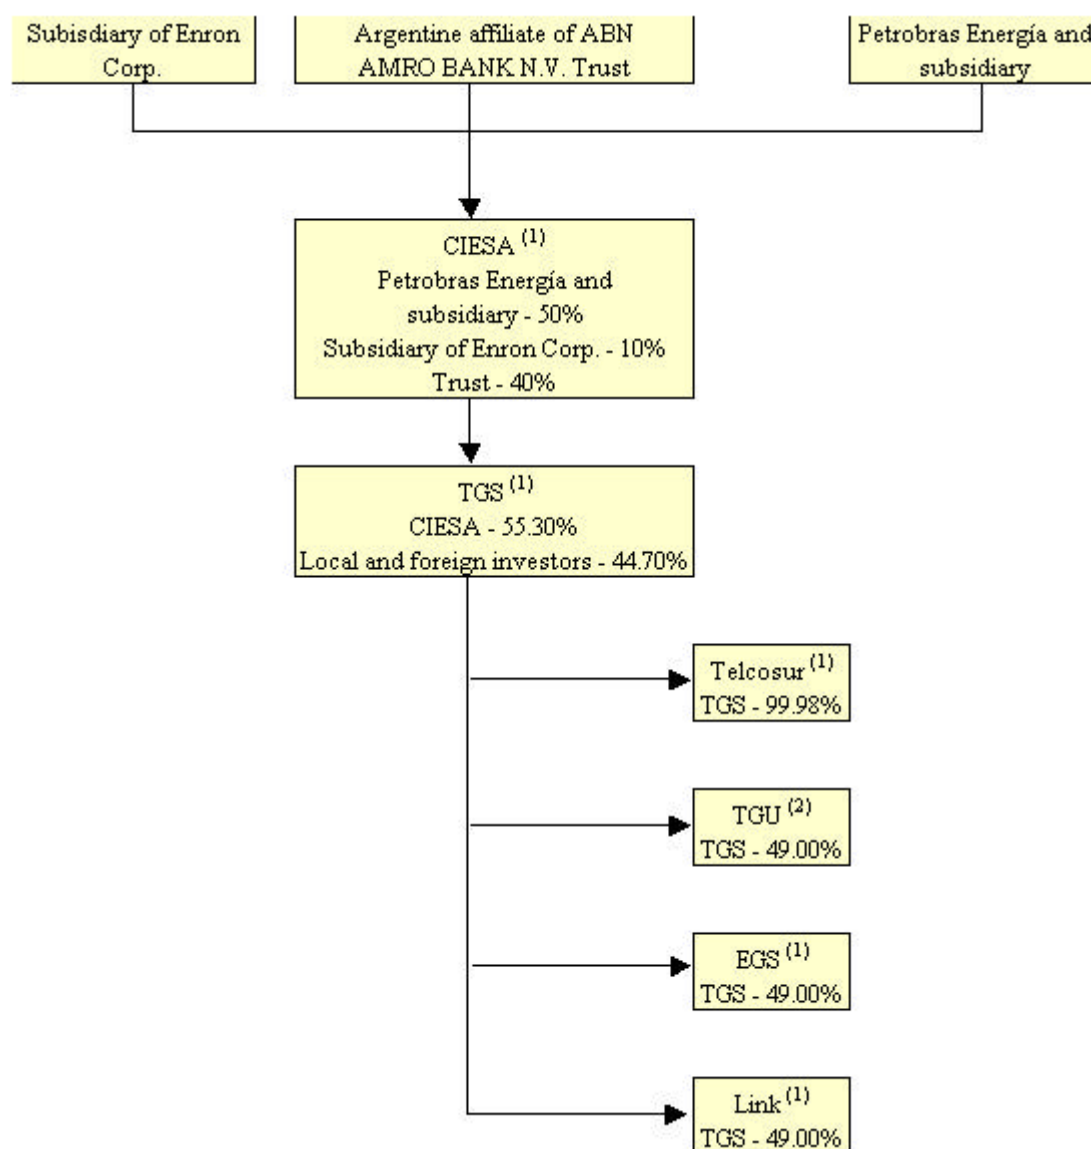 Subisdiary of Enron
Corp.
Argentine affiliate of ABN
AMRO BANK N.V. Trust
Petrobras Energía and
subsidiary
CIESA (1)
Petrobras Energía and
subsidiary - 50%
Subsidiary of Enron Corp. - 10%
Trust - 40%
TGS (1)
CIESA - 55.30%
Local and foreign investors - 44.70%
Telcosur (1)
TGS - 99.98%
TGU (2)
TGS - 49.00%
EGS (1)
TGS - 49.00%
Link (1)
TGS - 49.00%